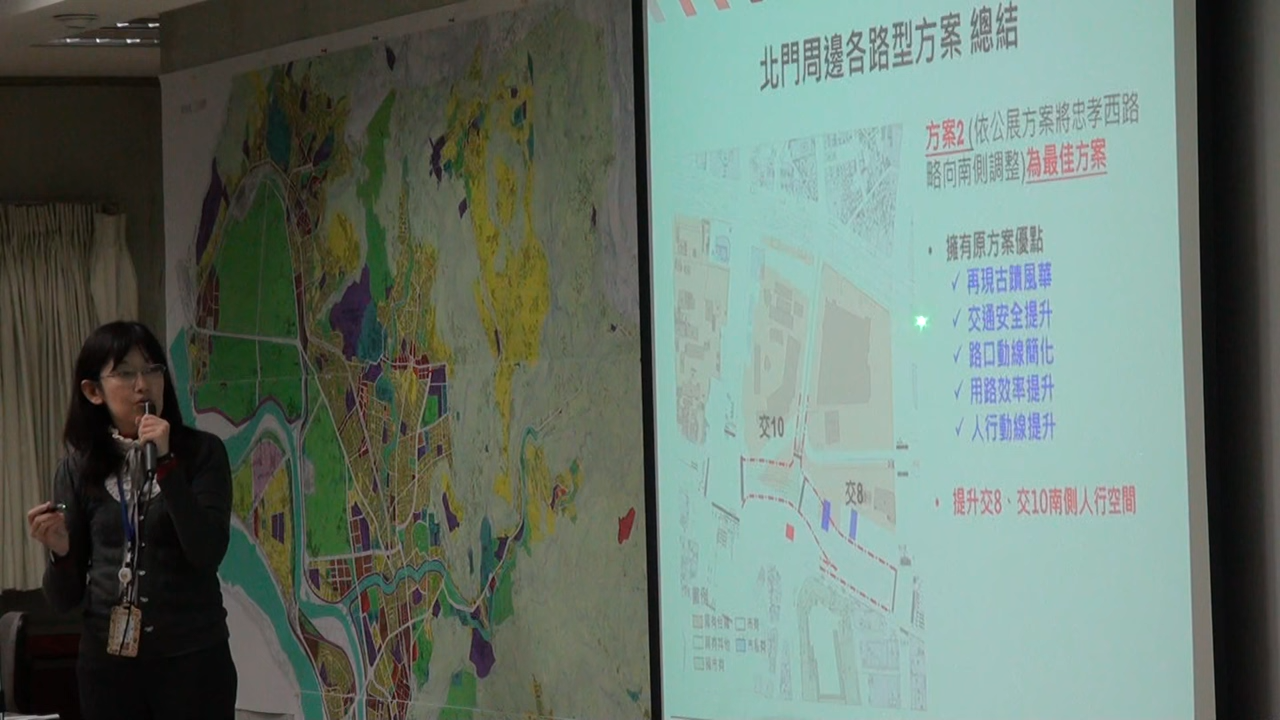 北門周邊各路型方案 總結
方案2 (依公展方案將忠孝西路
略向南側調整)為最佳方案
• 擁有原方案優點
✓ 再現古蹟風華
✓ 交通安全提升
✓ 路口動線簡化
✓ 用路效率提升
✓ 人行動線提升
• 提升交8、交10南側人行空間
交10
交8
圖例